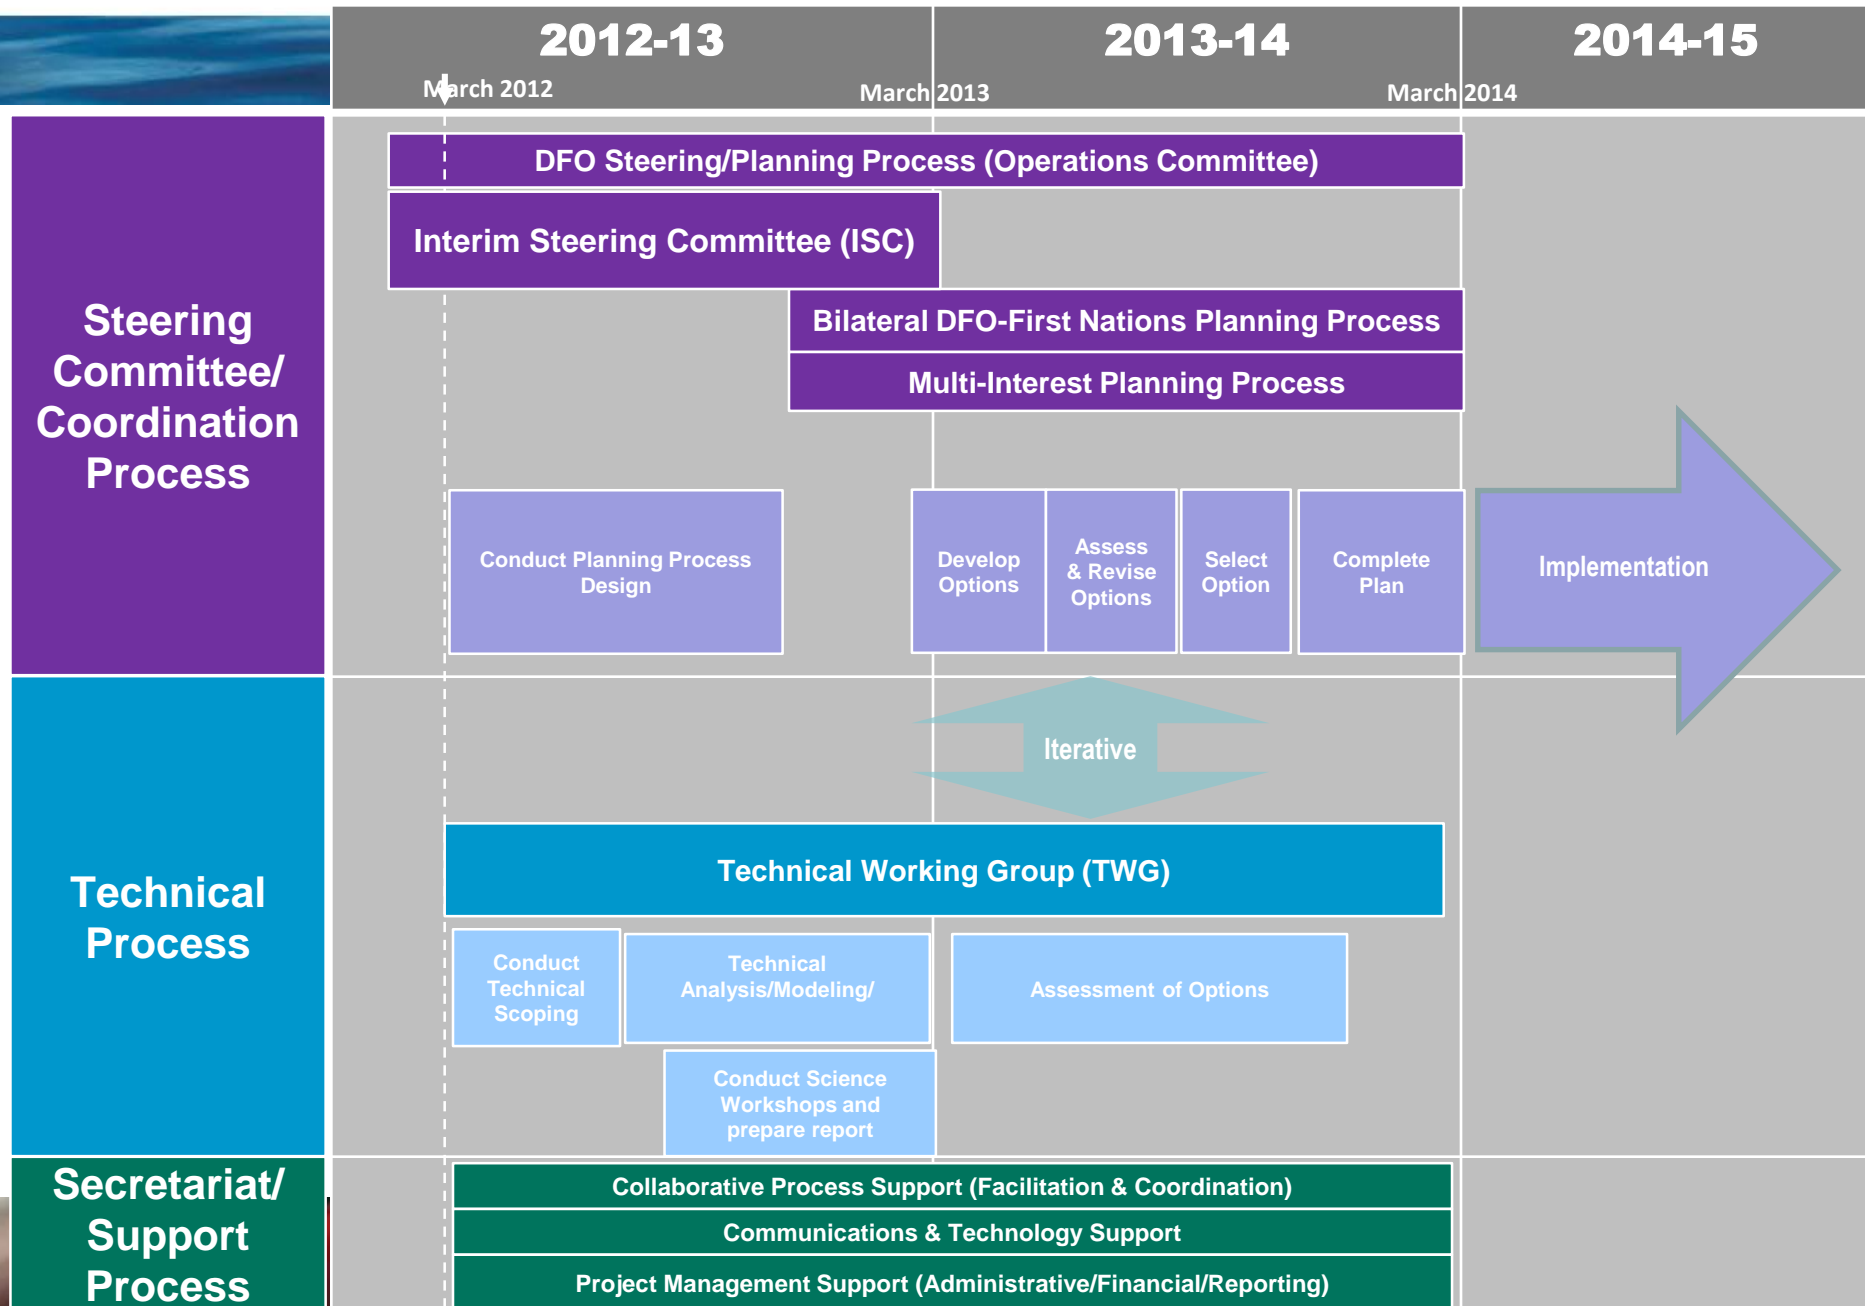 2012-13
2013-14
2014-15
March 2012
March 2013
March 2014
Steering
Committee/
Coordination
Process
DFO Steering/Planning Process (Operations Committee)
Interim Steering Committee (ISC)
Bilateral DFO-First Nations Planning Process
Multi-Interest Planning Process
Conduct Planning Process
Design
Develop
Options
Assess
& Revise
Options
Select
Option
Complete
Plan
Implementation
Iterative
Technical
Process
Technical Working Group (TWG)
Conduct
Technical
Scoping
Technical
Analysis/Modeling/
Assessment of Options
Conduct Science
Workshops and
prepare report
Secretariat/
Support
Process
Collaborative Process Support (Facilitation & Coordination)
Communications & Technology Support
Project Management Support (Administrative/Financial/Reporting)